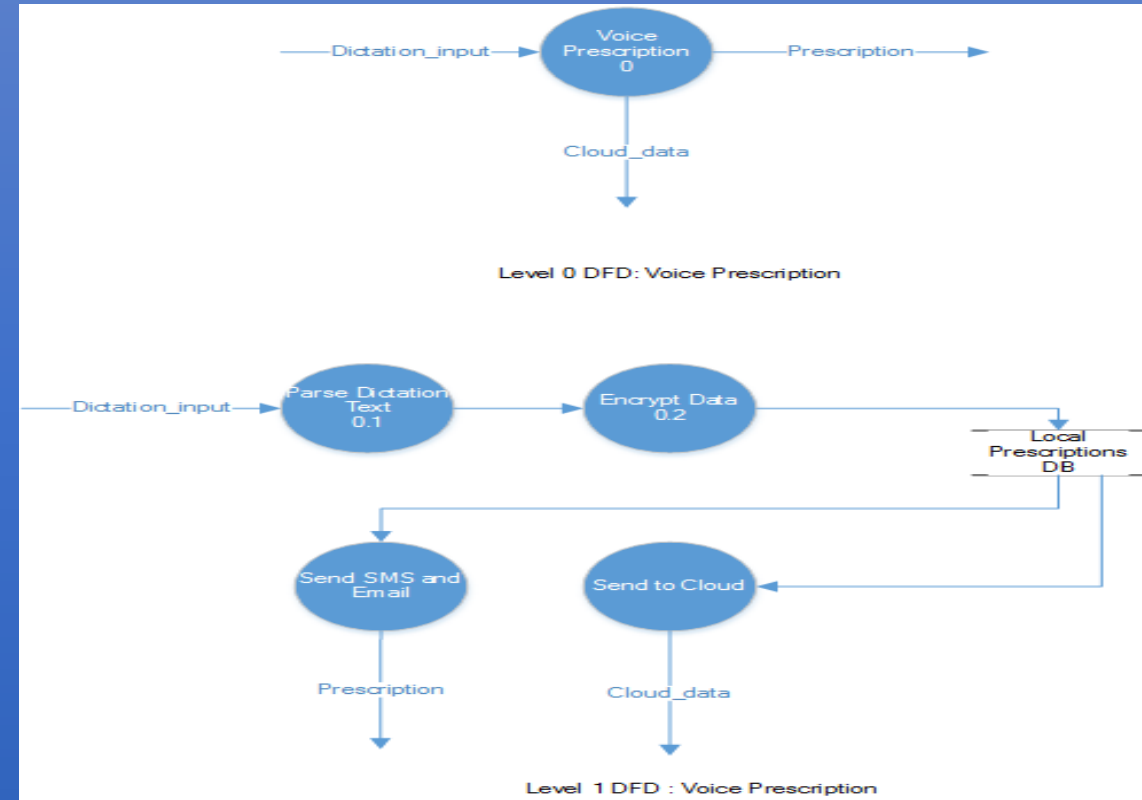 Voice
Dictation_input
Prescription
Prescription
0
Cloud_data
Level 0 DFD: Voice Prescription
Parse Dictation
Text
0.1
Dictation_input
Encrypt Data
0.2
Local
Prescriptions
DB
Send SMS and
Email
Send to Cloud
Prescription
Cloud_data
Level 1 DFD : Voice Prescription